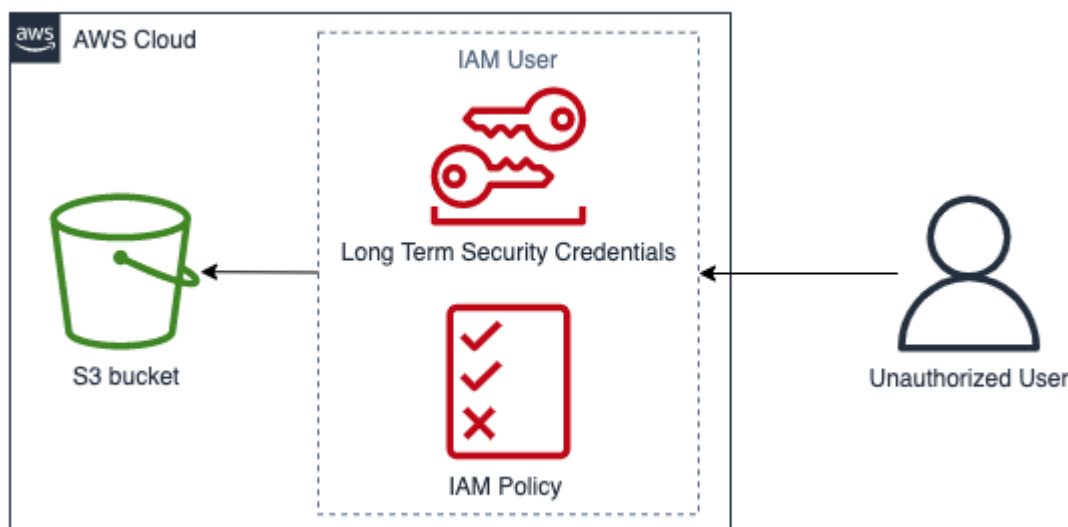 aws
AWS Cloud
IAM User
Long Term Security Credentials
S3 bucket
Unauthorized User
IAM Policy